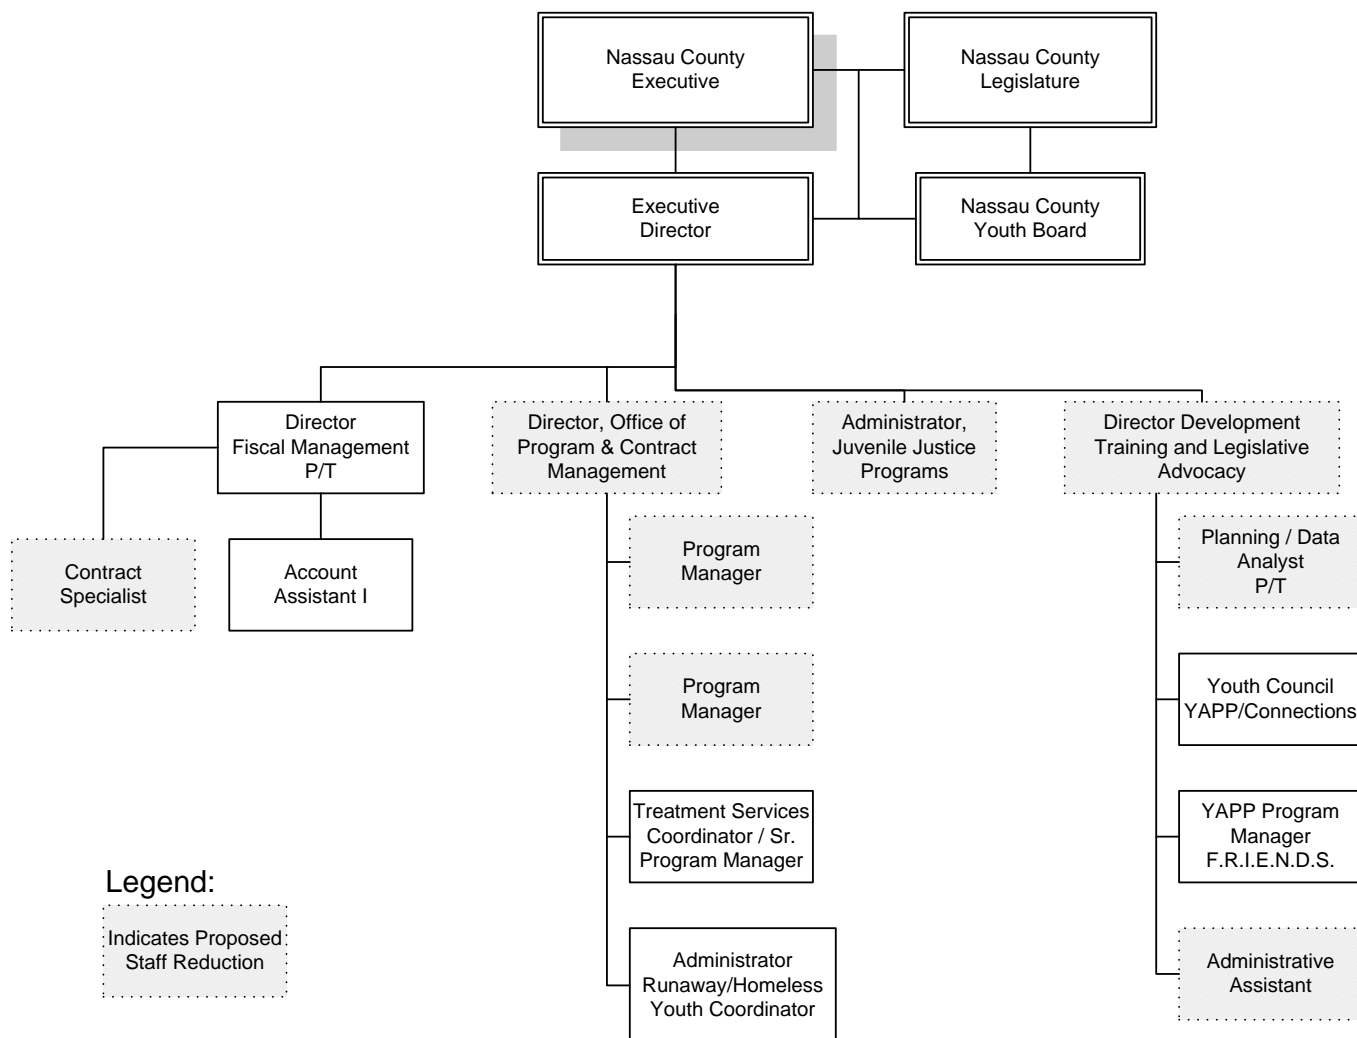 Nassau County
Executive
Nassau County
Legislature
Executive
Director
Nassau County
Youth Board
Director
Fiscal Management
P/T
Director, Office of
Program & Contract
Management
Administrator,
Juvenile Justice
Programs
Director Development
Training and Legislative
Advocacy
Contract
Specialist
Account
Assistant I
Program
Manager
Program
Manager
Treatment Services
Coordinator / Sr.
Program Manager
Administrator
Runaway/Homeless
Youth Coordinator
Planning / Data
Analyst
P/T
Youth Council
YAPP/Connections
YAPP Program
Manager
F.R.I.E.N.D.S.
Administrative
Assistant
Legend:
Indicates Proposed
Staff Reduction